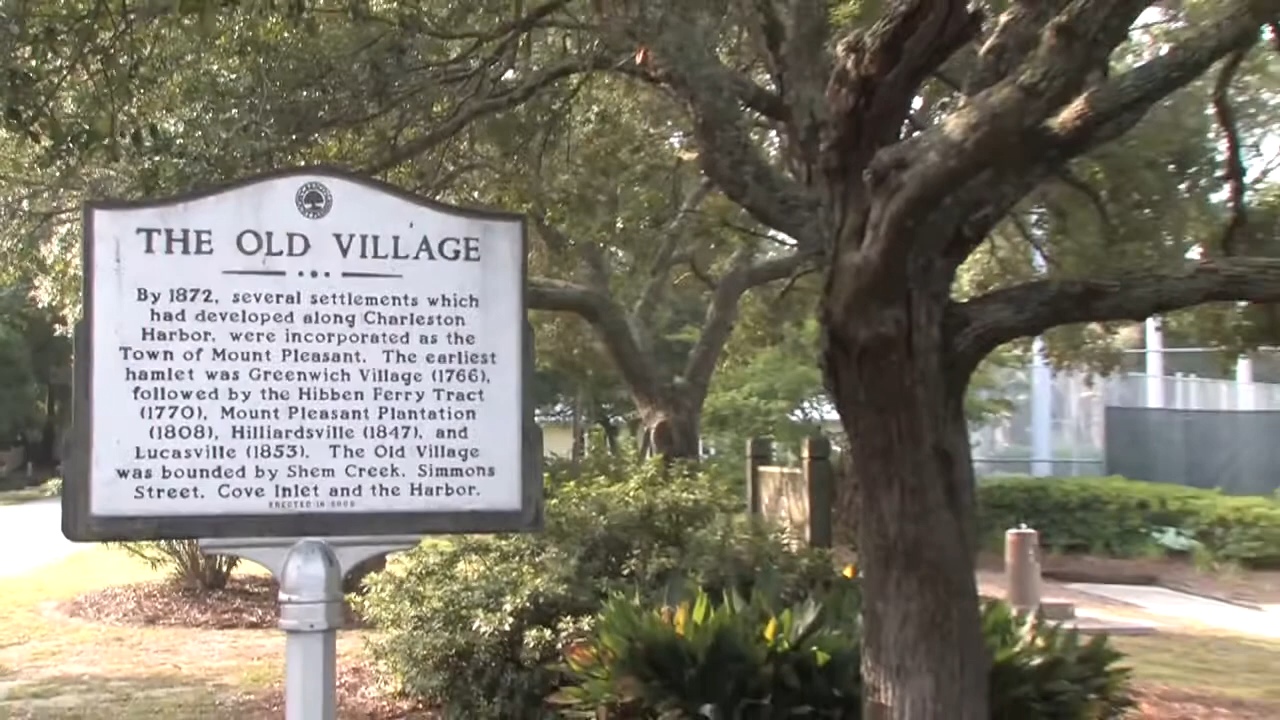 THE OLD VILLAGE
By 1872, several settlements which
had developed along Charleston
Harbor, were incorporated as the
Town of Mount Pleasant. The earliest
hamlet was Greenwich Village (1766),
followed by the Hibben Ferry Tract
(1770), Mount Pleasant Plantation
(1808), Hilliardsville (1847), and
Lucasville (1853). The Old Village
was bounded by Shem Creek, Simmons
Street, Cove Inlet and the Harbor.
ERECTED IN